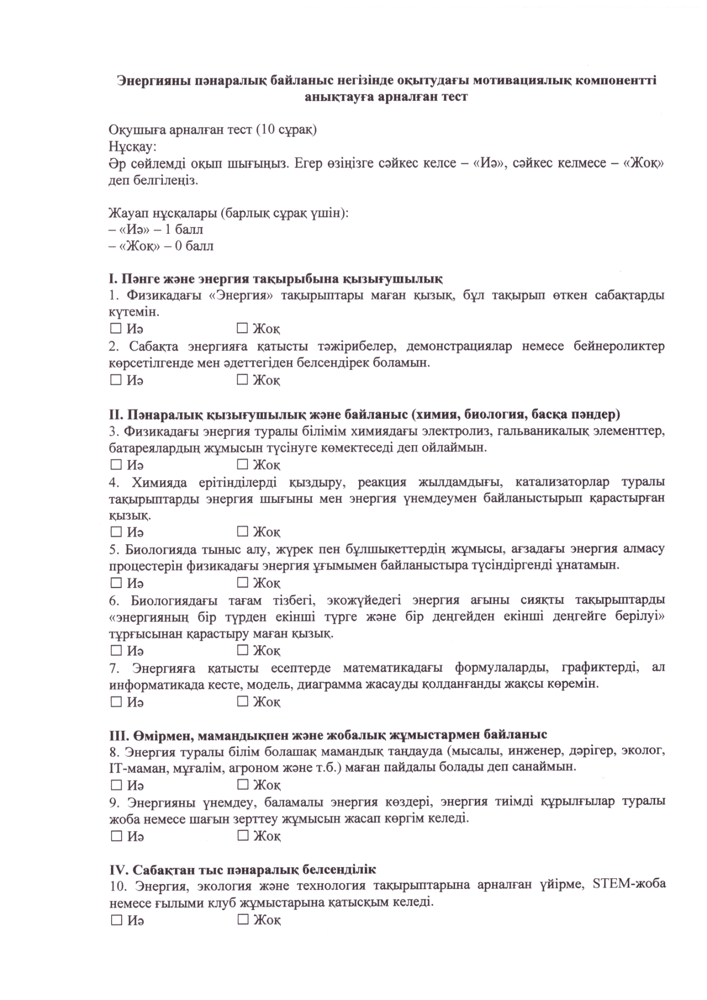 Энергияны пәнаралық байланыс негізінде оқытудағы мотивациялық компонентті
анықтауға арналған тест
Оқушыға арналған тест (10 сұрақ)
Нұсқау:
Әр сөйлемді оқып шығыңыз. Егер өзіңізге сәйкес келсе – «Иә», сәйкес келмесе – «Жоқ»
деп белгілеңіз.
Жауап нұсқалары (барлық сұрақ үшін):
– «Иә» – 1 балл
– «Жоқ» – 0 балл
I. Пәнге және энергия тақырыбына қызығушылық
1. Физикадағы «Энергия» тақырыптары маған қызық, бұл тақырып өткен сабақтарды
күтемін.
☐ Иә ☐ Жоқ
2. Сабақта энергияға қатысты тәжірибелер, демонстрациялар немесе бейнероликтер
көрсетілгенде мен әдеттегіден белсендірек боламын.
☐ Иә ☐ Жоқ
II. Пәнаралық қызығушылық және байланыс (химия, биология, басқа пәндер)
3. Физикадағы энергия туралы білімім химиядағы электролиз, гальваникалық элементтер,
батареялардың жұмысын түсінуге көмектеседі деп ойлаймын.
☐ Иә ☐ Жоқ
4. Химияда ерітінділерді қыздыру, реакция жылдамдығы, катализаторлар туралы
тақырыптарды энергия шығыны мен энергия үнемдеумен байланыстырып қарастырған
қызық.
☐ Иә ☐ Жоқ
5. Биологияда тыныс алу, жүрек пен бұлшықеттердің жұмысы, ағзадағы энергия алмасу
процестерін физикадағы энергия ұғымымен байланыстыра түсіндіргенді ұнатамын.
☐ Иә ☐ Жоқ
6. Биологиядағы тағам тізбегі, экожүйедегі энергия ағыны сияқты тақырыптарды
«энергияның бір түрден екінші түрге және бір деңгейден екінші деңгейге берілуі»
тұрғысынан қарастыру маған қызық.
☐ Иә ☐ Жоқ
7. Энергияға қатысты есептерде математикадағы формулаларды, графиктерді, ал
информатикада кесте, модель, диаграмма жасауды қолданғанды жақсы көремін.
☐ Иә ☐ Жоқ
III. Өмірмен, мамандықпен және жобалық жұмыстармен байланыс
8. Энергия туралы білім болашақ мамандық таңдауда (мысалы, инженер, дәрігер, эколог,
IT-маман, мұғалім, агроном және т.б.) маған пайдалы болады деп санаймын.
☐ Иә ☐ Жоқ
9. Энергияны үнемдеу, баламалы энергия көздері, энергия тиімді құрылғылар туралы
жоба немесе шағын зерттеу жұмысын жасап көргім келеді.
☐ Иә ☐ Жоқ
IV. Сабақтан тыс пәнаралық белсенділік
10. Энергия, экология және технология тақырыптарына арналған үйірме, STEM-жоба
немесе ғылыми клуб жұмыстарына қатысқым келеді.
☐ Иә ☐ Жоқ